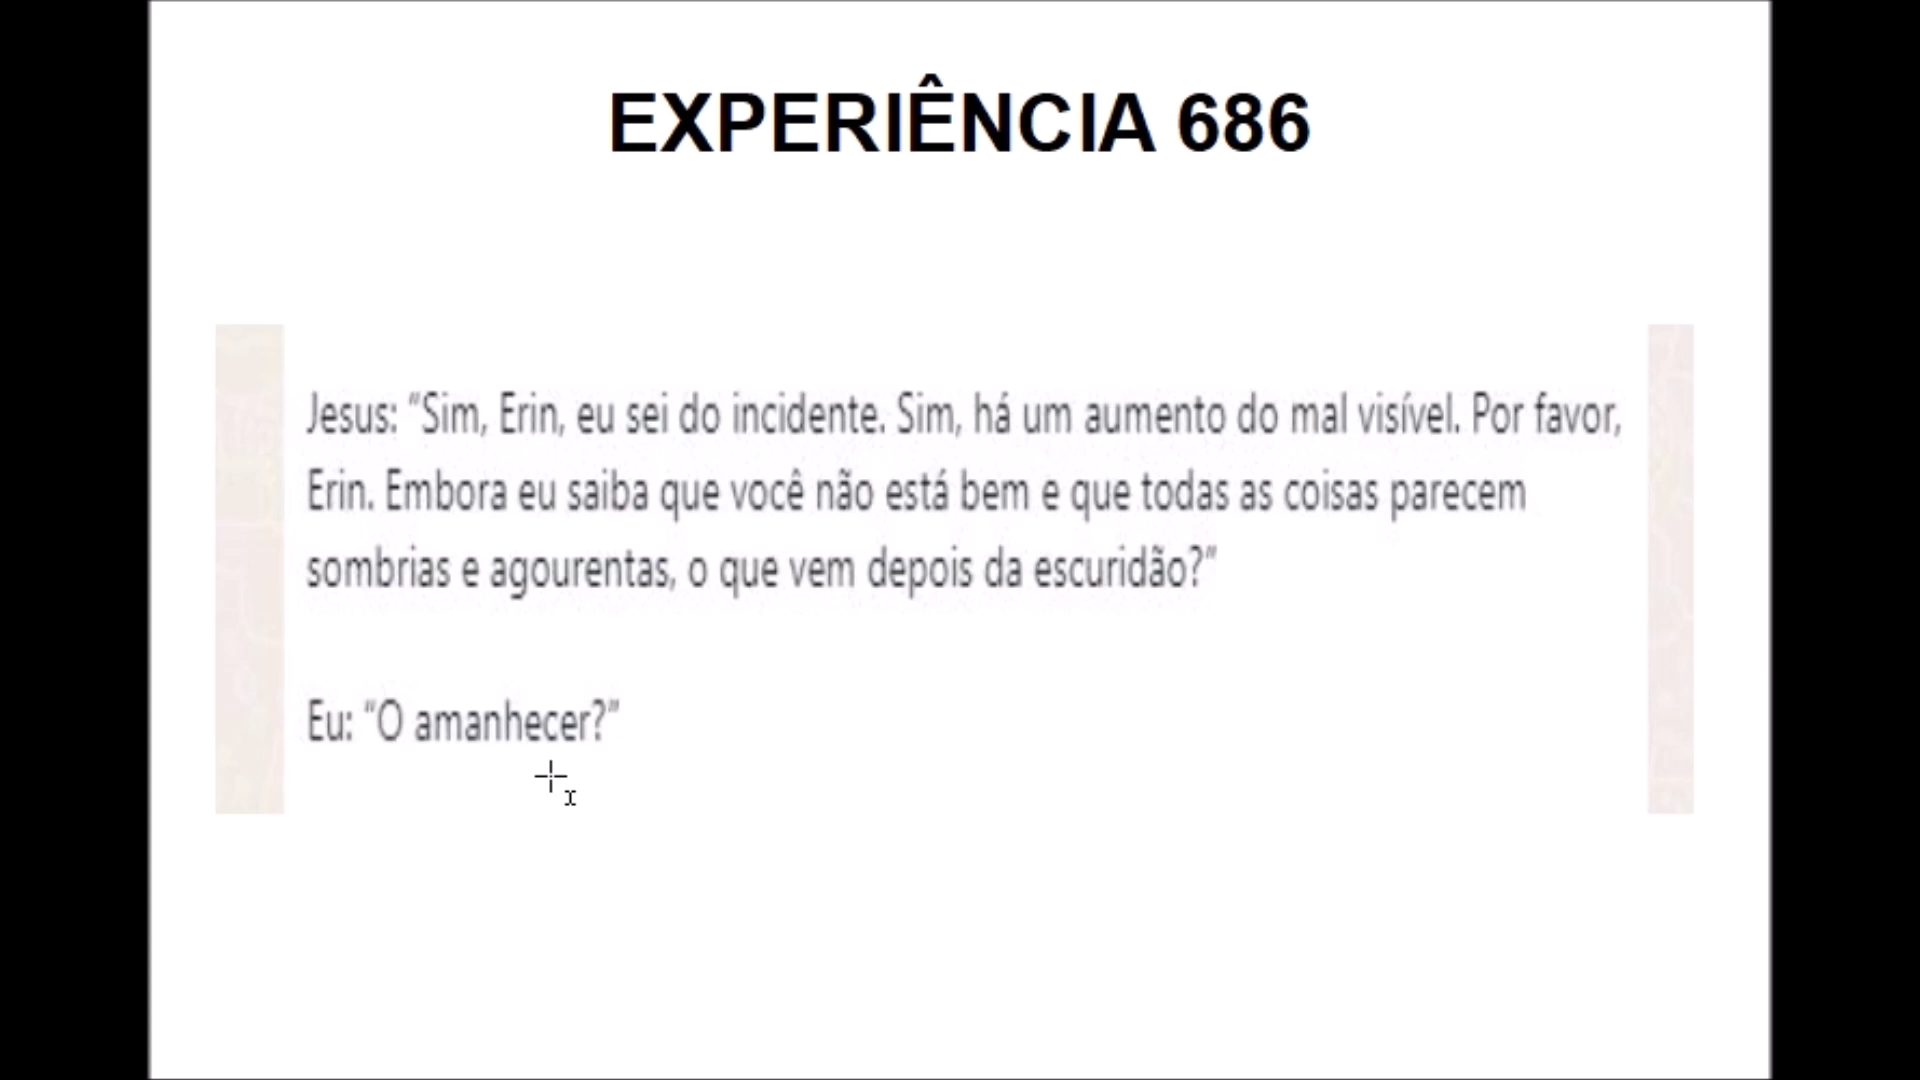 EXPERIÊNCIA 686
Jesus: “Sim, Erin, eu sei do incidente. Sim, há um aumento do mal visível. Por favor,
Erin. Embora eu saiba que você não está bem e que todas as coisas parecem
sombrias e agourentas, o que vem depois da escuridão?”
Eu: “O amanhecer?”